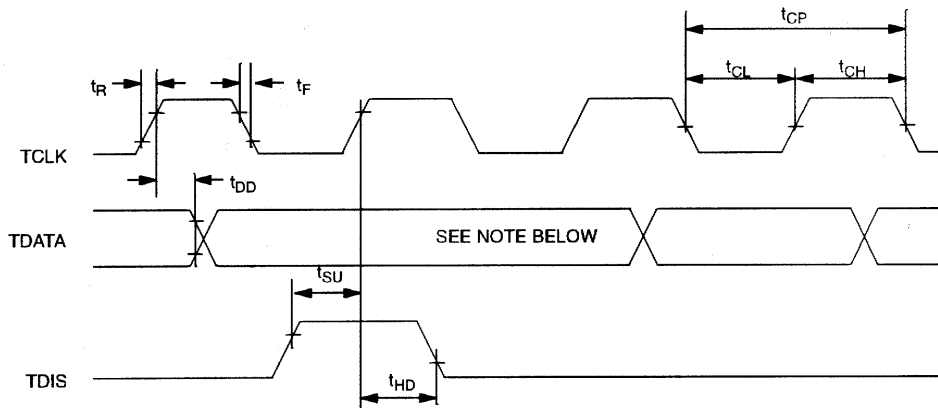 tCP
tCL
tCH
tR
tF
TCLK
tDD
TDATA
SEE NOTE BELOW
tSU
TDIS
tHD